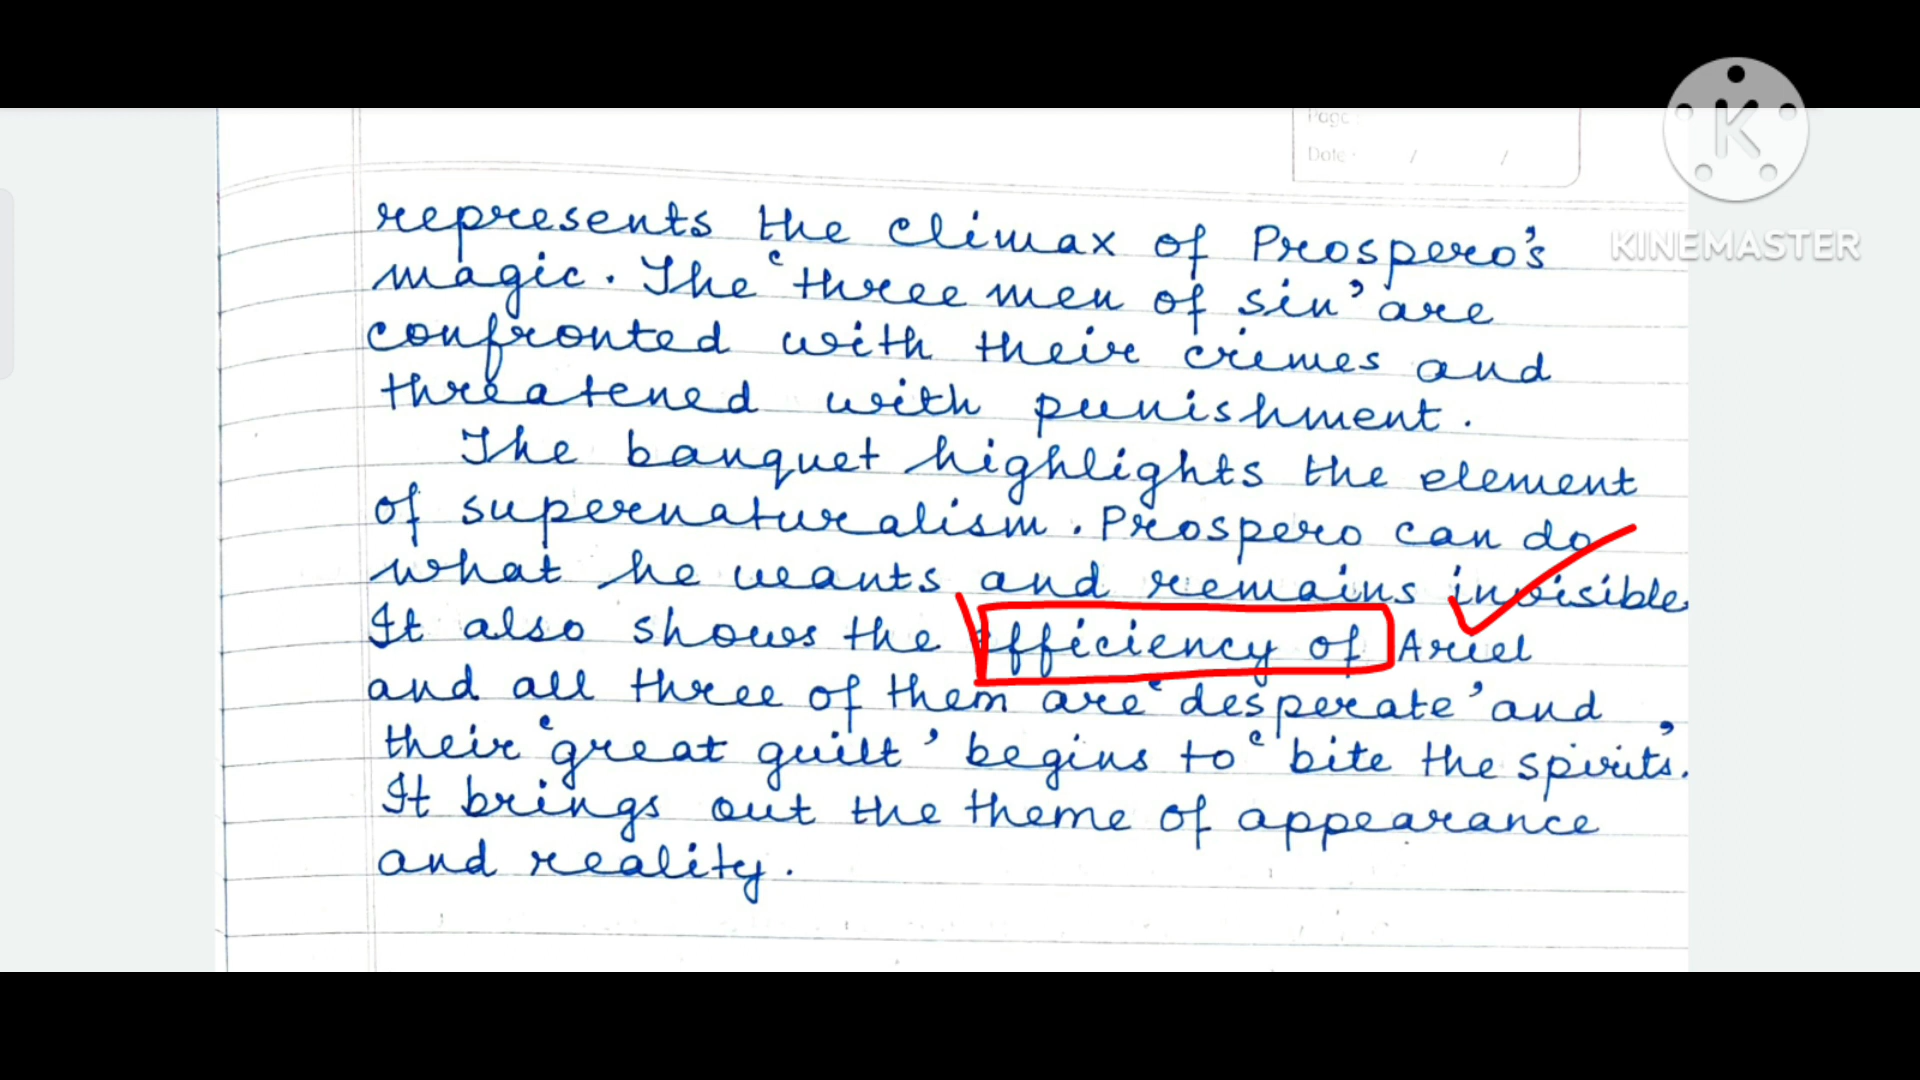 Page
Date · / /
KINEMASTER
represents the climax of Prospero's
magic. The 'three men of sin' are
confronted with their crimes and
threatened with punishment.
The banquet highlights the element
of supernaturalism. Prospero can do
what he wants and remains invisible.
It also shows the efficiency of Ariel
and all three of them are 'desperate' and
their 'great guilt' begins to 'bite the spirits'.
It brings out the theme of appearance
and reality.